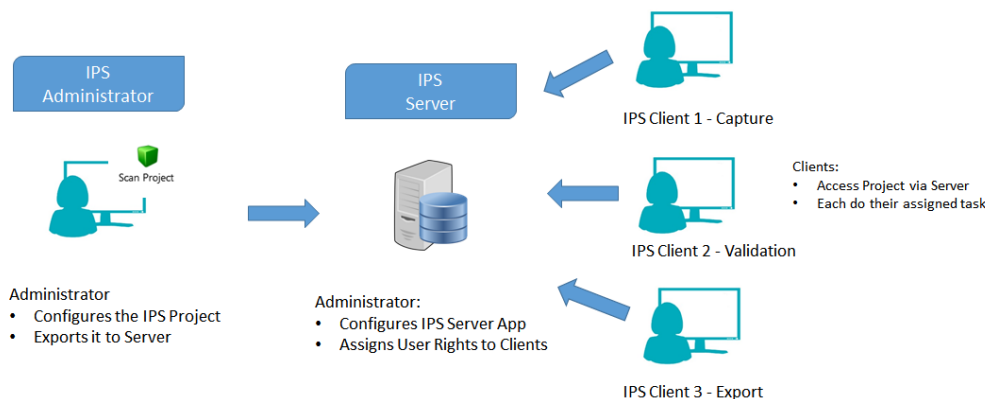 IPS
Administrator
Scan Project
Administrator
• Configures the IPS Project
• Exports it to Server
IPS
Server
Administrator:
• Configures IPS Server App
• Assigns User Rights to Clients
IPS Client 1 - Capture
IPS Client 2 - Validation
IPS Client 3 - Export
Clients:
• Access Project via Server
• Each do their assigned task